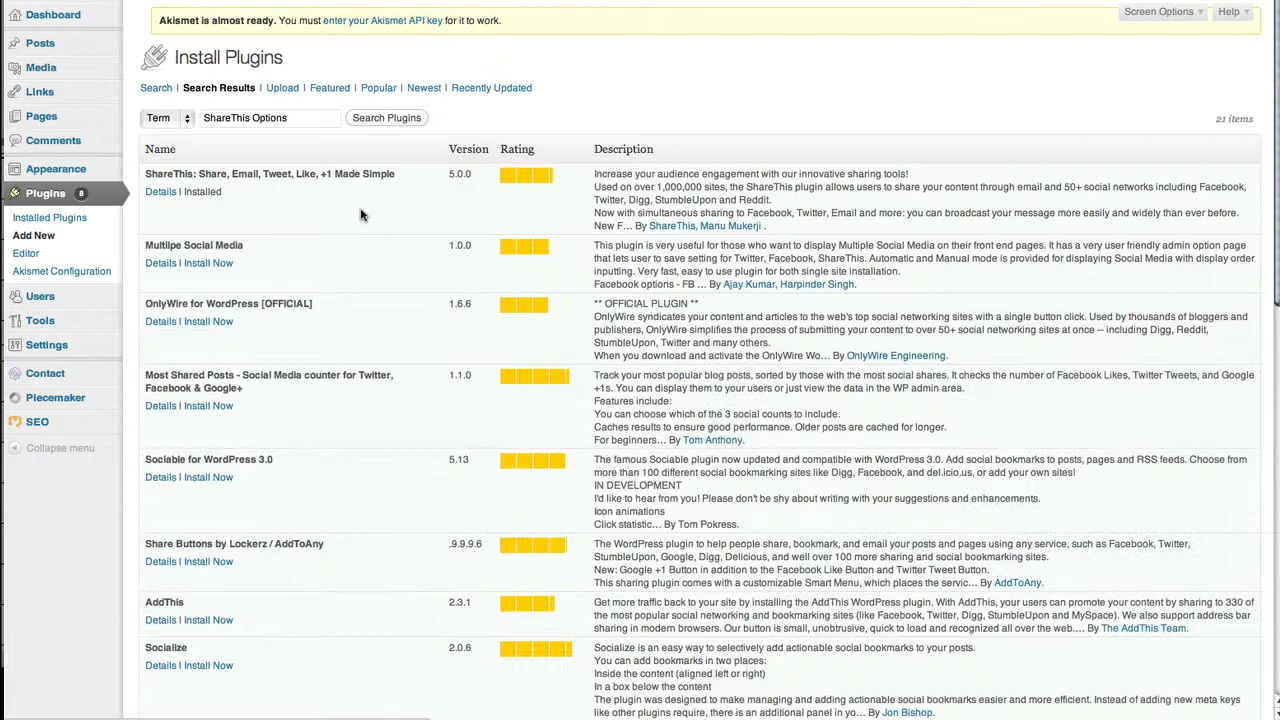 Dashboard
Posts
Media
Links
Pages
Comments
Appearance
Plugins 8
Installed Plugins
Add New
Editor
Akismet Configuration
Users
Tools
Settings
Contact
Piecemaker
SEO
Collapse menu
Akismet is almost ready. You must enter your Akismet API key for it to work.
Screen Options Help
Install Plugins
Search | Search Results | Upload | Featured | Popular | Newest | Recently Updated
Term ShareThis Options Search Plugins 21 items
Name Version Rating Description
ShareThis: Share, Email, Tweet, Like, +1 Made Simple 5.0.0
Details | Installed
Increase your audience engagement with our innovative sharing tools!
Used on over 1,000,000 sites, the ShareThis plugin allows users to share your content through email and 50+ social networks including Facebook,
Twitter, Digg, StumbleUpon and Reddit.
Now with simultaneous sharing to Facebook, Twitter, Email and more: you can broadcast your message more easily and widely than ever before.
New F... By ShareThis, Manu Mukerji .
Multilpe Social Media 1.0.0
Details | Install Now
This plugin is very useful for those who want to display Multilple Social Media on their front end pages. It has a very user friendly admin option page
that lets user to save setting for Twitter, Facebook, ShareThis. Automatic and Manual mode is provided for displaying Social Media with display order
inputing. Very fast, easy to use plugin for both single site installation.
Facebook options - FB ... By Ajay Kumar, Harpinder Singh.
OnlyWire for WordPress [OFFICIAL] 1.6.6
Details | Install Now
** OFFICIAL PLUGIN **
OnlyWire syndicates your content and articles to the web's top social networking sites with a single button click. Used by thousands of bloggers and
publishers, OnlyWire simplifies the process of submitting your content to over 50+ social networking sites at once -- including Digg, Reddit,
StumbleUpon, Twitter and many others.
When you download and activate the OnlyWire Wo... By OnlyWire Engineering.
Most Shared Posts - Social Media counter for Twitter,
Facebook & Google+ 1.1.0
Details | Install Now
Track your most popular blog posts, sorted by those with the most social shares. It checks the number of Facebook Likes, Twitter Tweets, and Google
+1s. You can display them to your users or just view the data in the WP admin area.
Features include:
You can choose which of the 3 social counts to include.
Caches results to ensure good performance. Older posts are cached for longer.
For beginners... By Tom Anthony.
Sociable for WordPress 3.0 5.13
Details | Install Now
The famous Sociable plugin now updated and compatible with WordPress 3.0. Add social bookmarks to posts, pages and RSS feeds. Choose from
more than 100 different social bookmarking sites like Digg, Facebook, and del.icio.us, or add your own sites!
IN DEVELOPMENT
I'd like to hear from you! Please don't be shy about writing with your suggestions and enhancements.
Icon animations
Click statistic... By Tom Pokress.
Share Buttons by Lockerz / AddToAny .9.9.9.6
Details | Install Now
The WordPress plugin to help people share, bookmark, and email your posts and pages using any service, such as Facebook, Twitter,
StumbleUpon, Google, Digg, Delicious, and well over 100 more sharing and social bookmarking sites.
New: Google +1 Button in addition to the Facebook Like Button and Twitter Tweet Button.
This sharing plugin comes with a customizable Smart Menu, which places the servic... By AddToAny.
AddThis 2.3.1
Details | Install Now
Get more traffic back to your site by installing the AddThis WordPress plugin. With AddThis, your users can promote your content by sharing to 330 of
the most popular social networking and bookmarking sites (like Facebook, Twitter, Digg, StumbleUpon and MySpace). We also support address bar
sharing in modern browsers. Our button is small, unobtrusive, quick to load and recognized all over the web.... By The AddThis Team.
Socialize 2.0.6
Details | Install Now
Socialize is an easy way to selectively add actionable social bookmarks to your posts.
You can add bookmarks in two places:
Inside the content (aligned left or right)
In a box below the content
The plugin was designed to make managing and adding actionable social bookmarks easier and more efficient. Instead of adding new meta keys
like other plugins require, there is an additional panel in yo... By Jon Bishop.